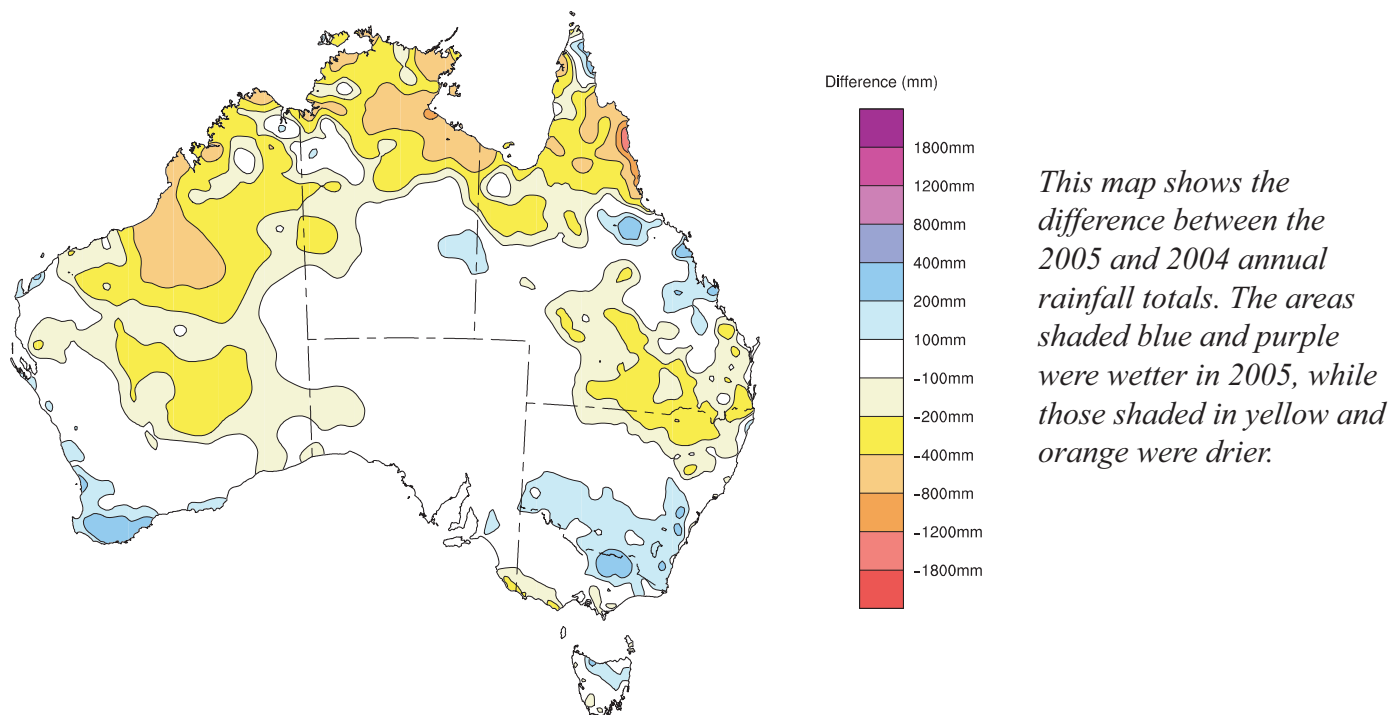 Difference (mm)
1800mm
1200mm
800mm
400mm
200mm
100mm
-100mm
-200mm
-400mm
-800mm
-1200mm
-1800mm
This map shows the
difference between the
2005 and 2004 annual
rainfall totals. The areas
shaded blue and purple
were wetter in 2005, while
those shaded in yellow and
orange were drier.